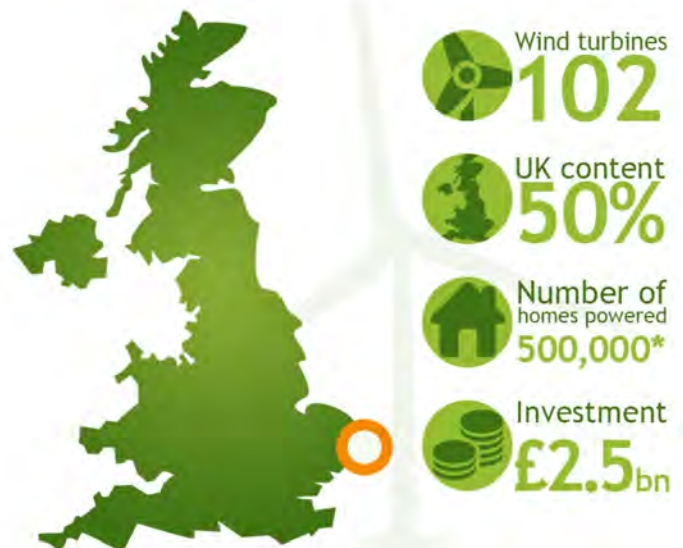 Wind turbines
102
UK content
50%
Number of
homes powered
500,000*
Investment
£2.5bn